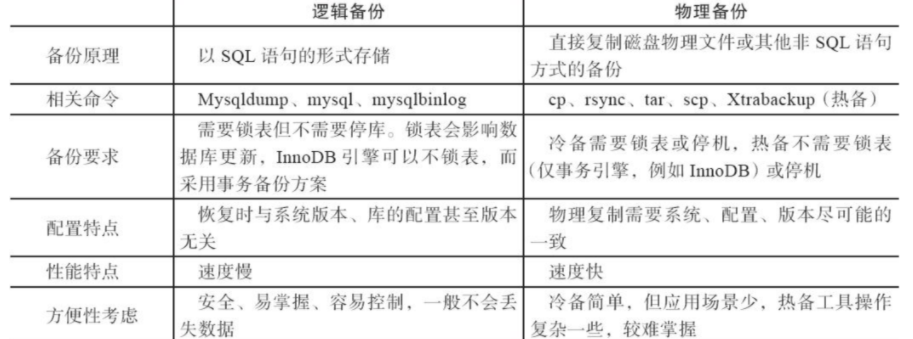 逻辑备份 物理备份
备份原理 以 SQL 语句的形式存储 直接复制磁盘物理文件或其他非 SQL 语句
方式的备份
相关命令 Mysqldump、mysql、mysqlbinlog cp、rsync、tar、scp、Xtrabackup（热备）
备份要求 需要锁表但不需要停库。锁表会影响数
据库更新，InnoDB 引擎可以不锁表，而
采用事务备份方案
冷备需要锁表或停机，热备不需要锁表
（仅事务引擎，例如 InnoDB）或停机
配置特点 恢复时与系统版本、库的配置甚至版本
无关
物理复制需要系统、配置、版本尽可能的
一致
性能特点 速度慢 速度快
方便性考虑 安全、易掌握、容易控制，一般不会丢
失数据
冷备简单，但应用场景少，热备工具操作
复杂一些，较难掌握